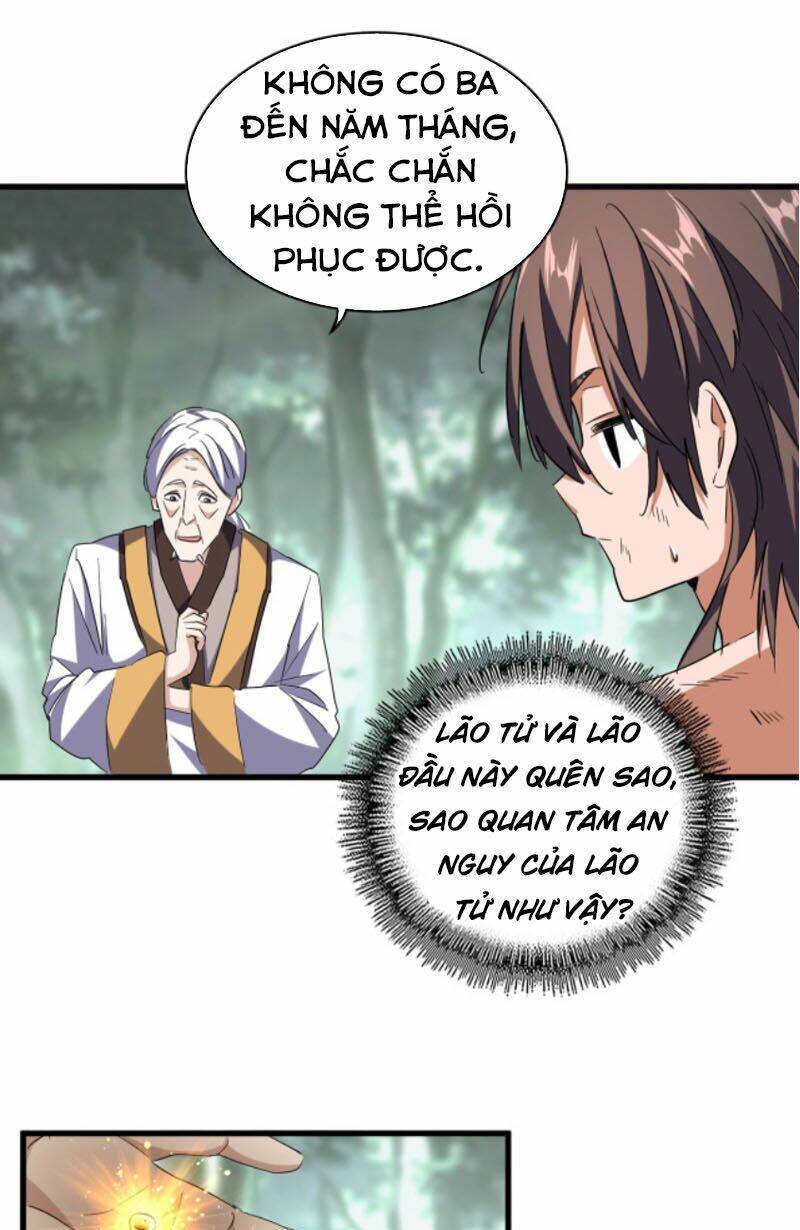 KHÔNG CÓ BA
ĐẾN NĂM THÁNG,
CHẮC CHẮN
KHÔNG THỂ HỒI
PHỤC ĐƯỢC.
LÃO TỬ VÀ LÃO
ĐẦU NÀY QUÊN SAO,
SAO QUAN TÂM AN
NGUY CỦA LÃO
TỬ NHƯ VẬY?